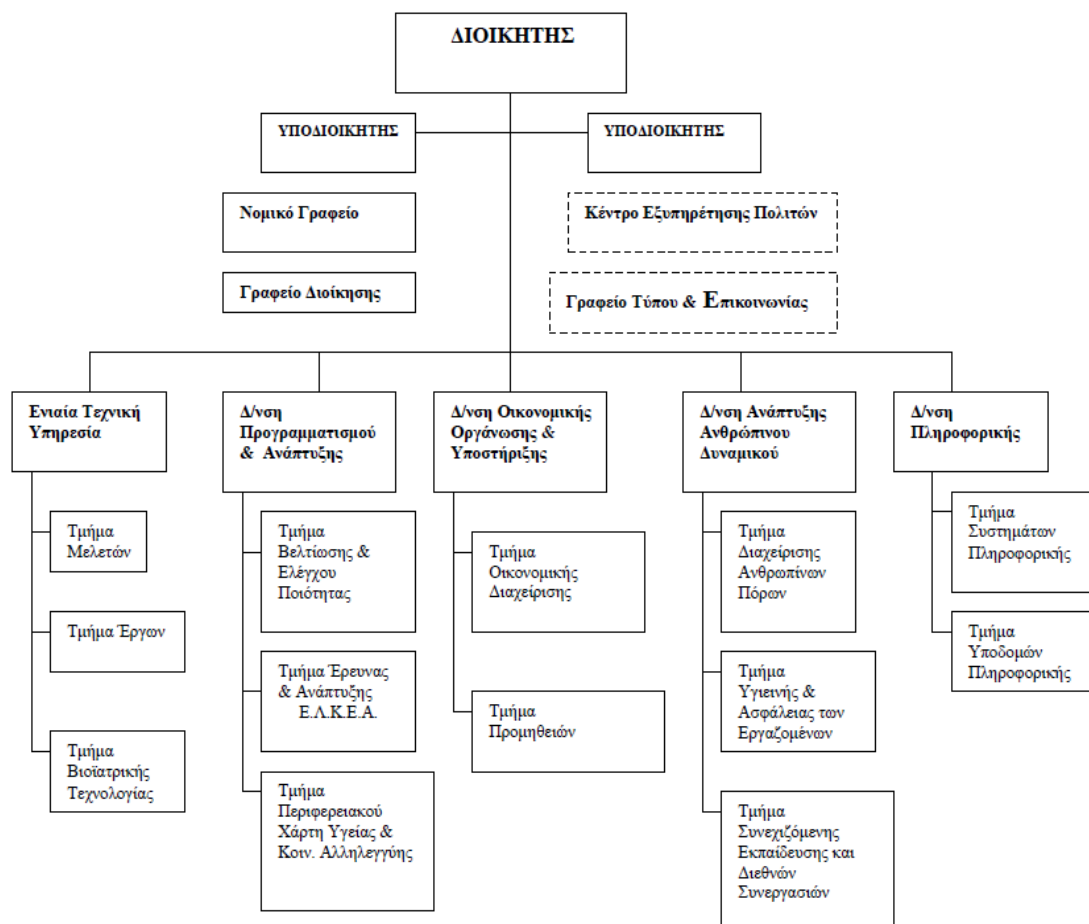 ΔΙΟΙΚΗΤΗΣ
ΥΠΟΔΙΟΙΚΗΤΗΣ
ΥΠΟΔΙΟΙΚΗΤΗΣ
Νομικό Γραφείο
Κέντρο Εξυπηρέτησης Πολιτών
Γραφείο Διοίκησης
Γραφείο Τύπου & Επικοινωνίας
Ενιαία Τεχνική
Υπηρεσία
Τμήμα
Μελετών
Τμήμα Έργων
Τμήμα
Βιοϊατρικής
Τεχνολογίας
Δ/νση
Προγραμματισμού
& Ανάπτυξης
Τμήμα
Βελτίωσης &
Ελέγχου
Ποιότητας
Τμήμα Έρευνας
& Ανάπτυξης
Ε.Λ.Κ.Ε.Α.
Τμήμα
Περιφερειακού
Χάρτη Υγείας &
Κοιν. Αλληλεγγύης
Δ/νση Οικονομικής
Οργάνωσης &
Υποστήριξης
Τμήμα
Οικονομικής
Διαχείρισης
Τμήμα
Προμηθειών
Δ/νση Ανάπτυξης
Ανθρώπινου
Δυναμικού
Τμήμα
Διαχείρισης
Ανθρωπίνων
Πόρων
Τμήμα
Υγιεινής &
Ασφάλειας των
Εργαζομένων
Τμήμα
Συνεχιζόμενης
Εκπαίδευσης και
Διεθνών
Συνεργασιών
Δ/νση
Πληροφορικής
Τμήμα
Συστημάτων
Πληροφορικής
Τμήμα
Υποδομών
Πληροφορικής